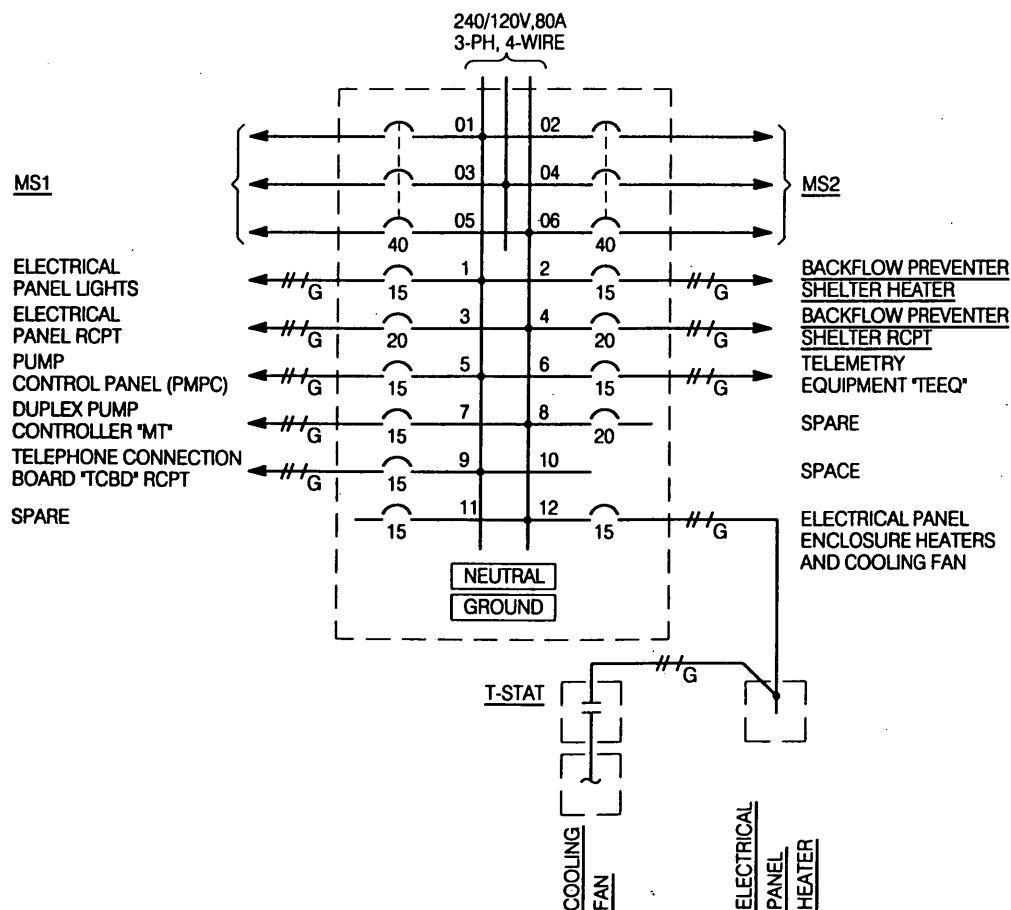 240/120V,80A
3-PH, 4-WIRE
01 02
MS1
03 04
MS2
05 06
40 40
ELECTRICAL
PANEL LIGHTS
G 15 1 2 15 G
BACKFLOW PREVENTER
SHELTER HEATER
ELECTRICAL
PANEL RCPT
G 20 3 4 20 G
BACKFLOW PREVENTER
SHELTER RCPT
PUMP
CONTROL PANEL (PMPC)
G 15 5 6 15 G
TELEMETRY
EQUIPMENT "TEEQ"
DUPLEX PUMP
CONTROLLER "MT"
G 15 7 8 20
SPARE
TELEPHONE CONNECTION
BOARD "TCBD" RCPT
G 15 9 10
SPACE
SPARE
15 11 12 15 G
ELECTRICAL PANEL
ENCLOSURE HEATERS
AND COOLING FAN
NEUTRAL
GROUND
G
T-STAT
COOLING
FAN
ELECTRICAL
PANEL
HEATER